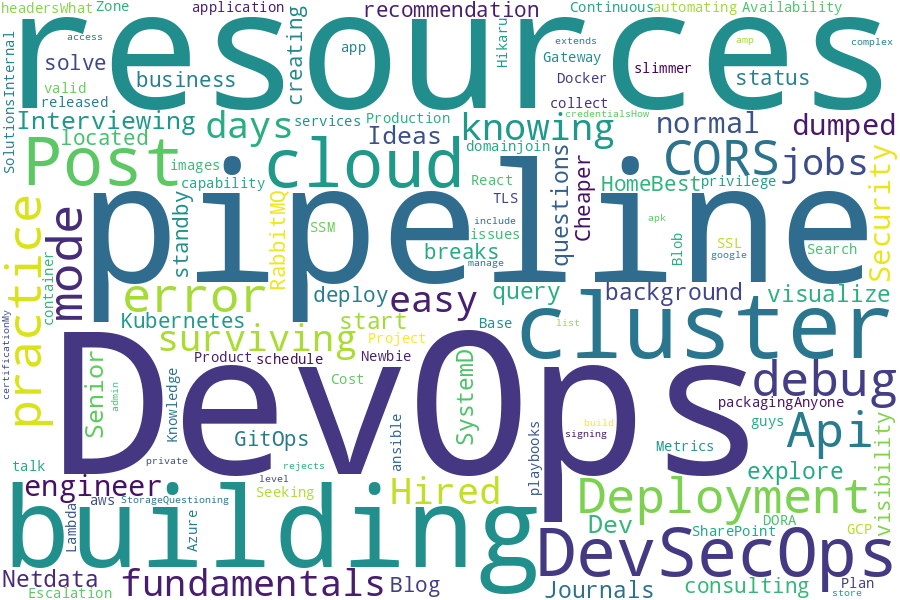 headersWhat
Zone
application
recommendation
Continuous
automating
Availability
resources
access
extends
complex
solve
business
creating
app
Hikaru
Gateway
amp
slimmer
status
valid
released
Docker
collect
SolutionsInternal
Interviewing
days
services
Production
Ideas
knowing
credentialsHow
normal
dumped
located
Post
images
cloud
domainjoin
questions
CORS
jobs
capability
React
TLS
Cheaper
HomeBest
privilege
Security
practice
mode
standby
RabbitMQ
pipeline
SSM
include
issues
breaks
manage
apk
Blob
SSL
google
Search
container
error
deploy
easy
query
background
visualize
certificationMy
Kubernetes
surviving
start
Project
Base
list
cluster
Product
schedule
Newbie
Senior
admin
Knowledge
Cost
SystemD
DevOps
debug
packagingAnyone
GitOps
ansible
playbooks
build
signing
guys
Api
visibility
talk
private
rejects
Metrics
explore
engineer
level
aws
StorageQuestioning
Seeking
Hired
Deployment
Lambda
Azure
building
Dev
SharePoint
DORA
GCP
DevSecOps
Netdata
Escalation
fundamentals
Blog
Journals
consulting
Plan
store